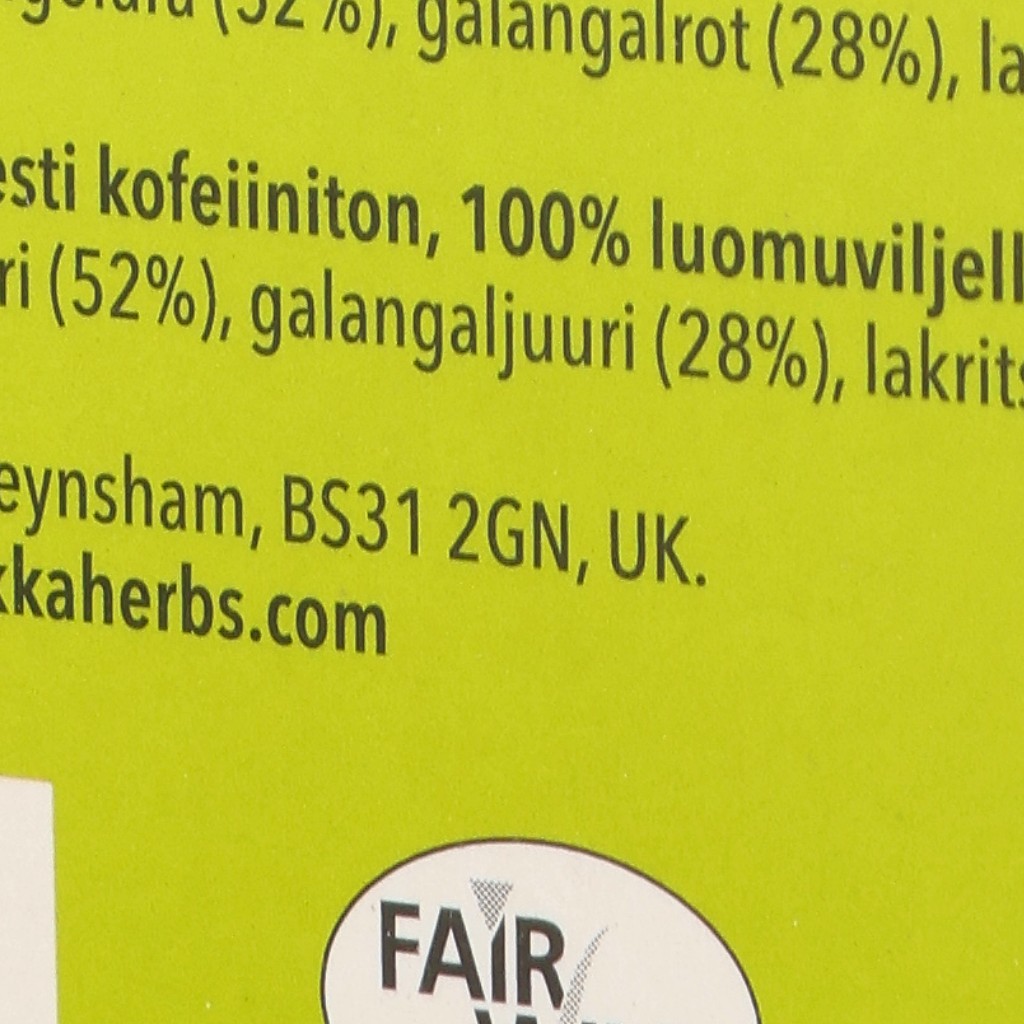 (52%), galangalrot (28%), la
esti kofeiiniton, 100% luomuviljell
ri (52%), galangaljuuri (28%), lakrits
eynsham, BS31 2GN, UK.
kkaherbs.com
FAIR